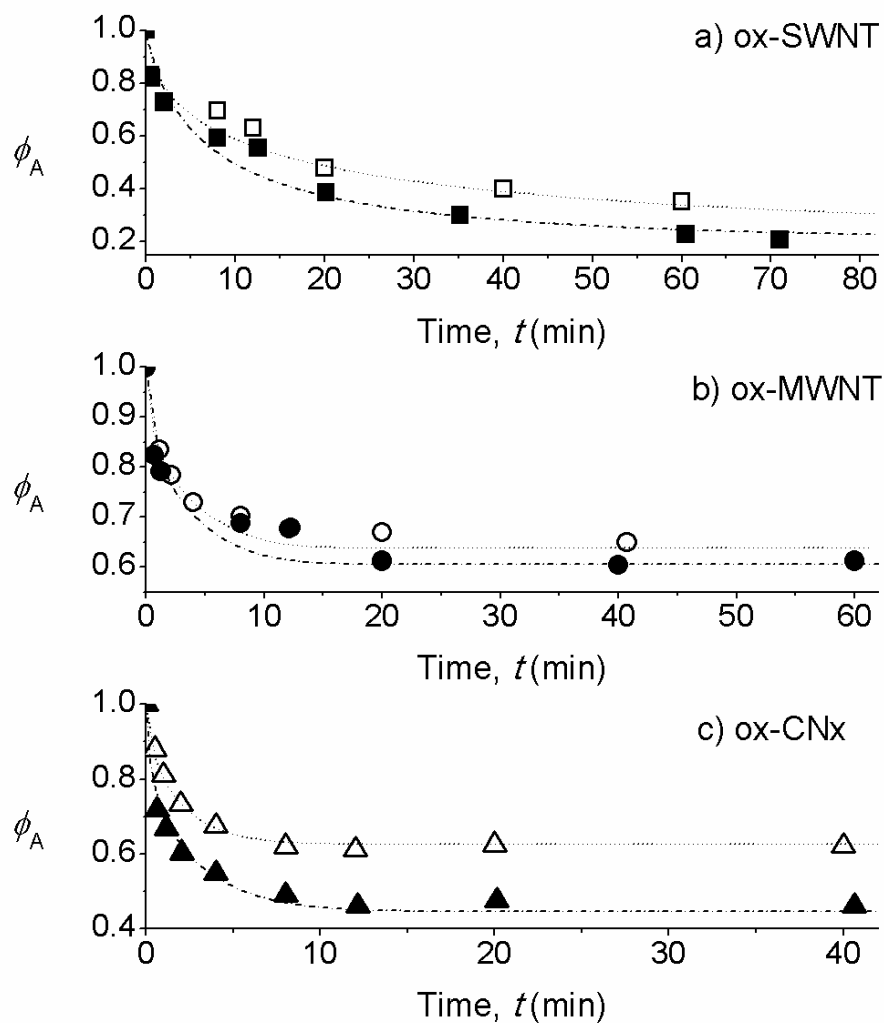 a) ox-SWNT
1.0
0.8
0.6
0.4
0.2
ϕA
0 10 20 30 40 50 60 70 80
Time, t (min)
b) ox-MWNT
1.0
0.9
0.8
0.7
0.6
ϕA
0 10 20 30 40 50 60
Time, t (min)
c) ox-CNx
1.0
0.8
0.6
0.4
ϕA
0 10 20 30 40
Time, t (min)